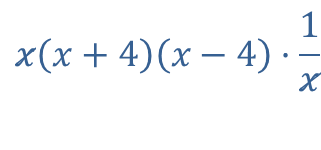 x(x + 4)(x − 4) · 1/x